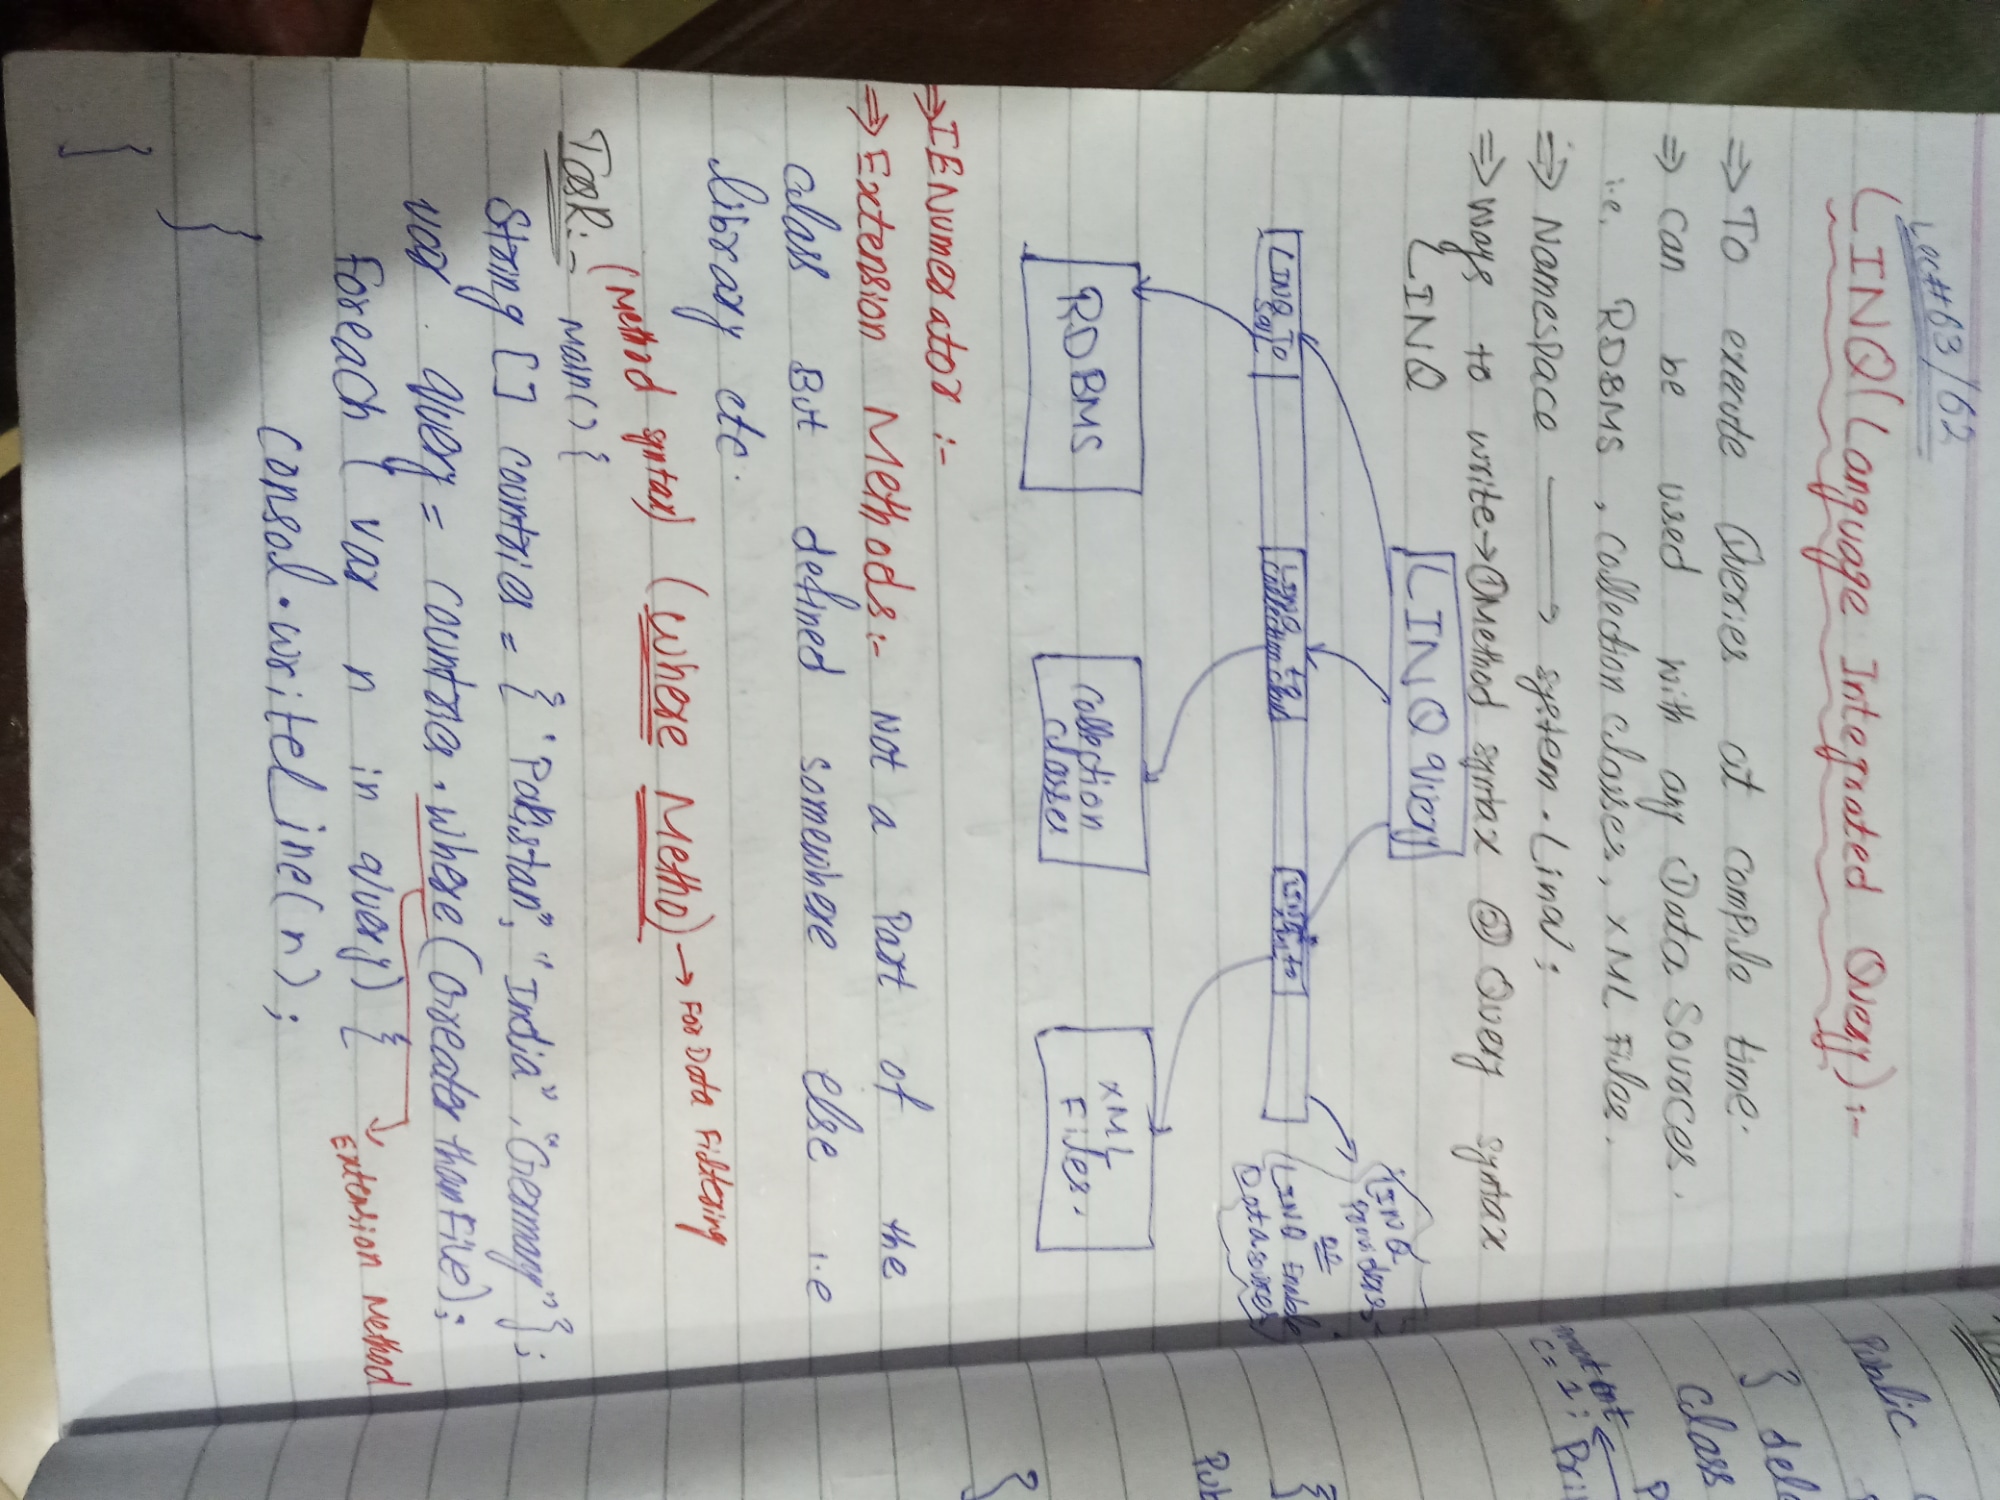 Lec#63/62
LINQ(Language Integrated Query):-
⇒ To execute Queries at compile time.
⇒ can be used with any Data Sources.
i.e. RDBMS, collection classes, XML Files.
⇒ Namespace → system.Linq;
⇒ ways to write → ① Method syntax ② Query syntax
LINQ
LINQ query
LINQ
Providers
or
LINQ Enable
Datasources
LINQ To
SQL
LINQ to
collection class
LINQ to
XML
RDBMS
collection
classes
XML
Files.
⇒ IENumerator :-
⇒ Extension Methods:- Not a Part of the
class But defined somewhere else i.e
library etc.
(Method syntax) (where Metho) → For Data Filtering
Task:- Main() {
String [] countries = { "Pakistan", "India", "Germany" };
var query = countries.where(Greater than Five);
Foreach ( var n in query) {
Extension Method
consol.writeLine(n);
}
}
Public
} dele
class
c= 1;
}
Pub
}